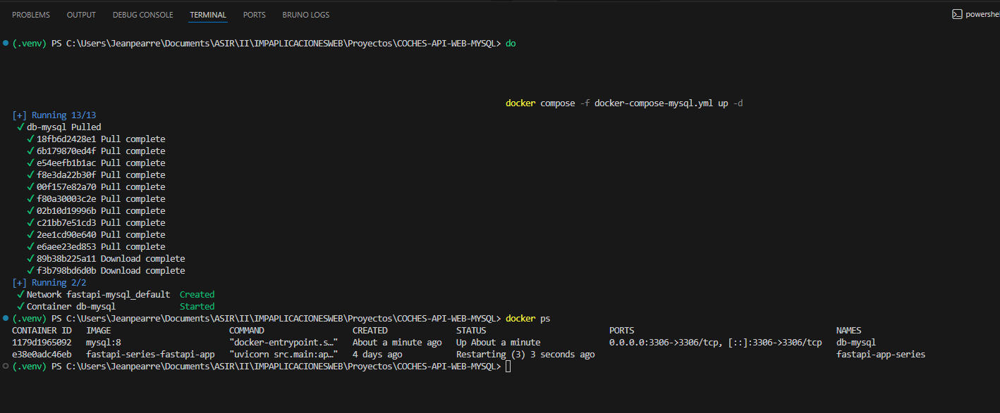 PROBLEMS OUTPUT DEBUG CONSOLE TERMINAL PORTS BRUNO LOGS
(.venv) PS C:\Users\Jeanpearre\Documents\ASIR\II\IMPAPLICACIONESWEB\Proyectos\COCHES-API-WEB-MYSQL> do
docker compose -f docker-compose-mysql.yml up -d
[+] Running 13/13
✓ db-mysql Pulled
✓ 18fb6d2428e1 Pull complete
✓ 6b179870ed4f Pull complete
✓ e54eefb1b1ac Pull complete
✓ f8e3da22b30f Pull complete
✓ 00f157e82a70 Pull complete
✓ f80a30003c2e Pull complete
✓ 02b10d19996b Pull complete
✓ c21bb7e51cd3 Pull complete
✓ 2ee1cd90e640 Pull complete
✓ e6aee23ed853 Pull complete
✓ 89b38b225a11 Download complete
✓ f3b798bd6d0b Download complete
[+] Running 2/2
✓ Network fastapi-mysql_default Created
✓ Container db-mysql Started
(.venv) PS C:\Users\Jeanpearre\Documents\ASIR\II\IMPAPLICACIONESWEB\Proyectos\COCHES-API-WEB-MYSQL> docker ps
CONTAINER ID IMAGE COMMAND CREATED STATUS PORTS NAMES
1179d1965092 mysql:8 "docker-entrypoint.s…" About a minute ago Up About a minute 0.0.0.0:3306->3306/tcp, [::]:3306->3306/tcp db-mysql
e38e0adc46eb fastapi-series-fastapi-app "uvicorn src.main:ap…" 4 days ago Restarting (3) 3 seconds ago fastapi-app-series
(.venv) PS C:\Users\Jeanpearre\Documents\ASIR\II\IMPAPLICACIONESWEB\Proyectos\COCHES-API-WEB-MYSQL>